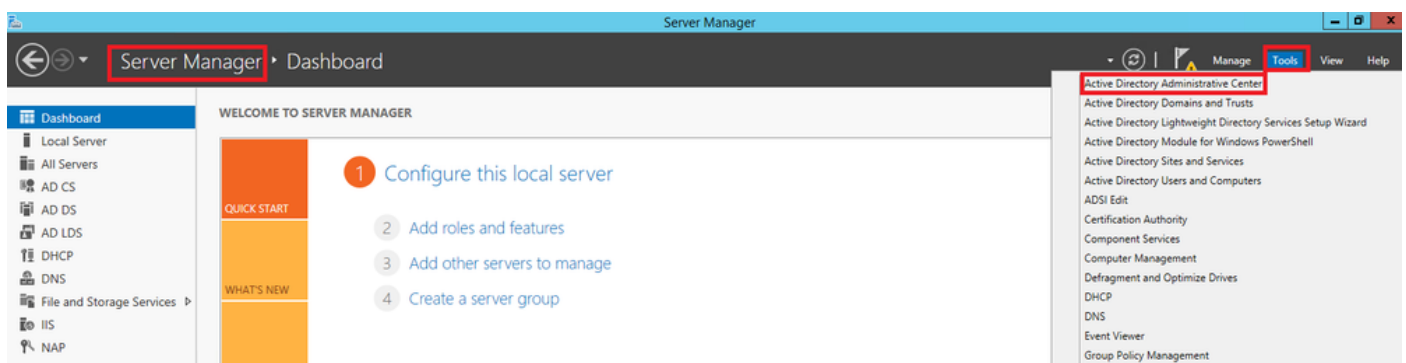 Server Manager
Server Manager • Dashboard
Manage Tools View Help
Dashboard
Local Server
All Servers
AD CS
AD DS
AD LDS
DHCP
DNS
File and Storage Services
IIS
NAP
WELCOME TO SERVER MANAGER
QUICK START
WHAT'S NEW
1 Configure this local server
2 Add roles and features
3 Add other servers to manage
4 Create a server group
Active Directory Administrative Center
Active Directory Domains and Trusts
Active Directory Lightweight Directory Services Setup Wizard
Active Directory Module for Windows PowerShell
Active Directory Sites and Services
Active Directory Users and Computers
ADSI Edit
Certification Authority
Component Services
Computer Management
Defragment and Optimize Drives
DHCP
DNS
Event Viewer
Group Policy Management